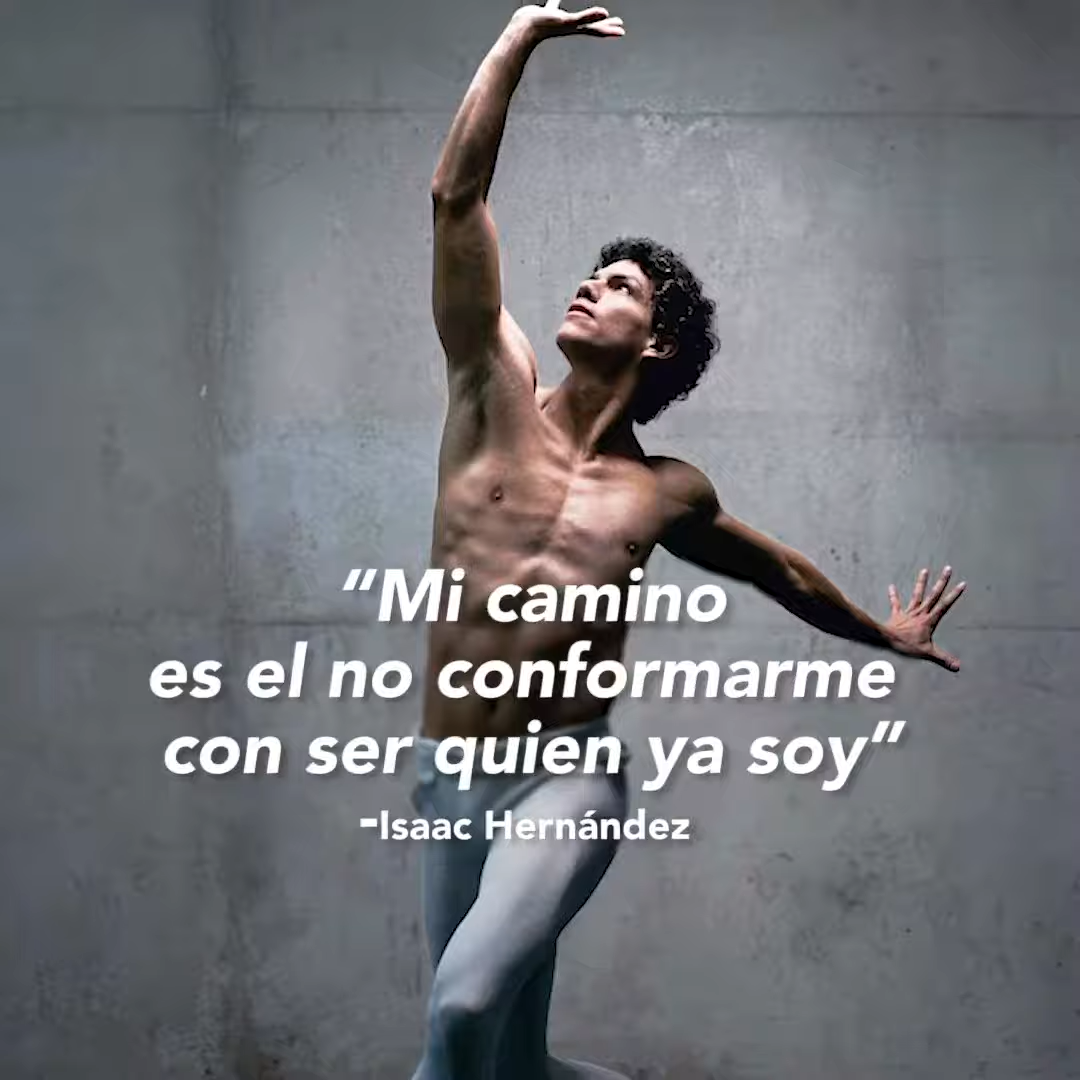 “Mi camino
es el no conformarme
con ser quien ya soy”
-Isaac Hernández